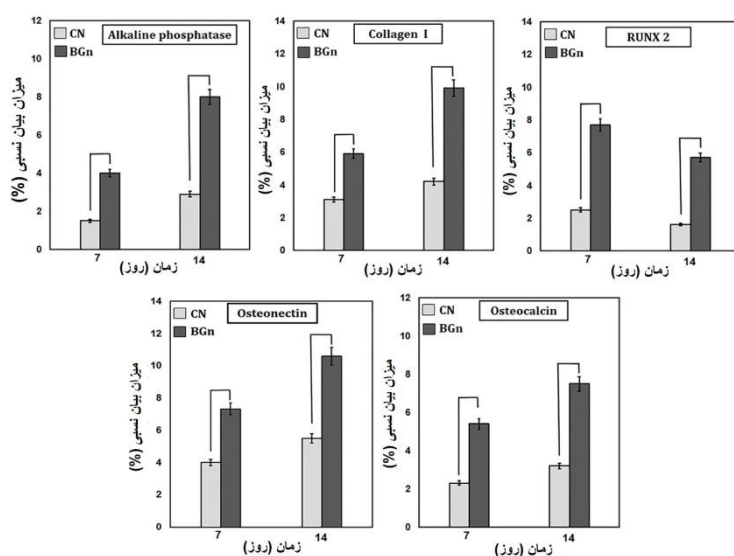 Alkaline phosphatase
CN
BGn
12
10
8
6
4
2
0
میزان بیان نسبی (%)
7
14
زمان (روز)
Collagen I
CN
BGn
14
12
10
8
6
4
2
0
میزان بیان نسبی (%)
7
14
زمان (روز)
RUNX 2
CN
BGn
14
12
10
8
6
4
2
0
میزان بیان نسبی (%)
7
14
زمان (روز)
Osteonectin
CN
BGn
14
12
10
8
6
4
2
0
میزان بیان نسبی (%)
7
14
زمان (روز)
Osteocalcin
CN
BGn
12
10
8
6
4
2
0
میزان بیان نسبی (%)
7
14
زمان (روز)